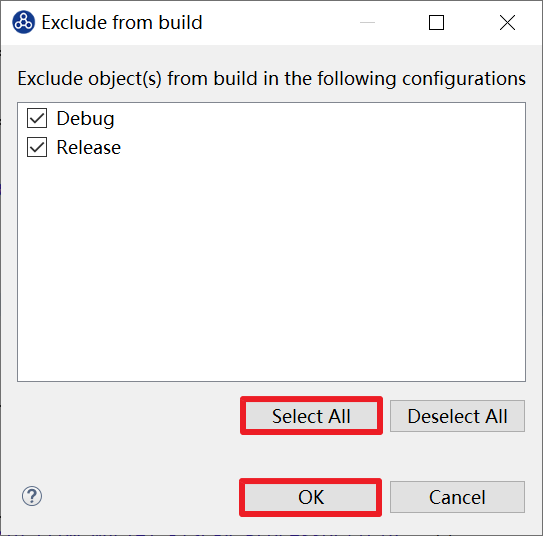 Exclude from build
Exclude object(s) from build in the following configurations
Debug
Release
Select All
Deselect All
OK
Cancel